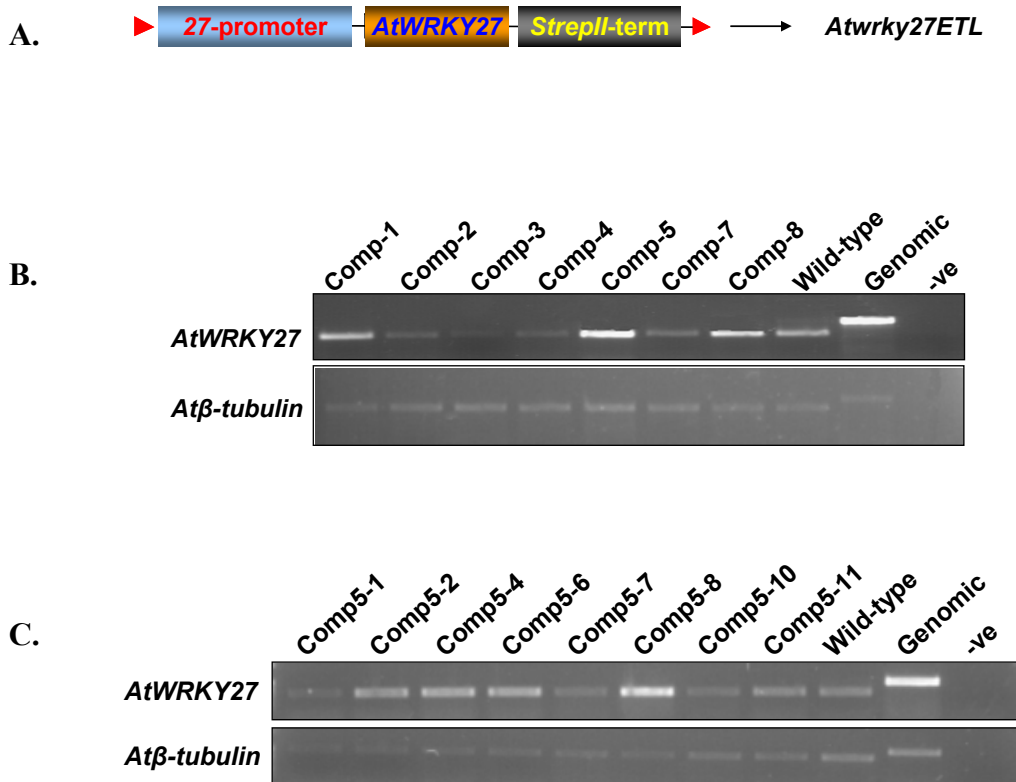 A.
27-promoter AtWRKY27 StrepII-term Atwrky27ETL
B.
Comp-1 Comp-2 Comp-3 Comp-4 Comp-5 Comp-7 Comp-8 Wild-type Genomic -ve
AtWRKY27
Atβ-tubulin
C.
Comp5-1 Comp5-2 Comp5-4 Comp5-6 Comp5-7 Comp5-8 Comp5-10 Comp5-11 Wild-type Genomic -ve
AtWRKY27
Atβ-tubulin